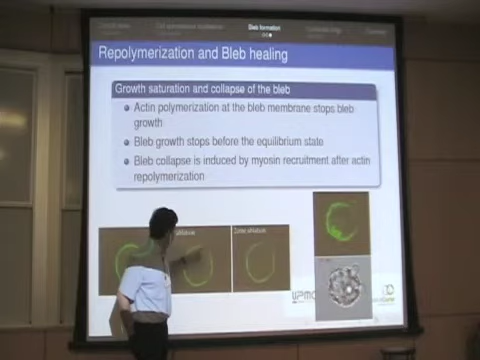 Bleb formation
Repolymerization and Bleb healing
Growth saturation and collapse of the bleb
Actin polymerization at the bleb membrane stops bleb
growth
Bleb growth stops before the equilibrium state
Bleb collapse is induced by myosin recruitment after actin
repolymerization